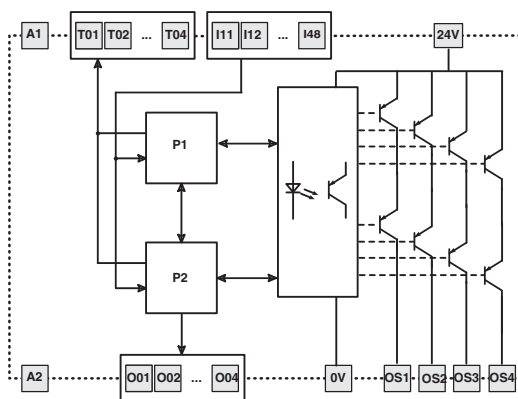 A1 T01 T02 ... T04 I11 I12 ... I48 24V
P1
P2
A2 O01 O02 ... O04 0V OS1 OS2 OS3 OS4